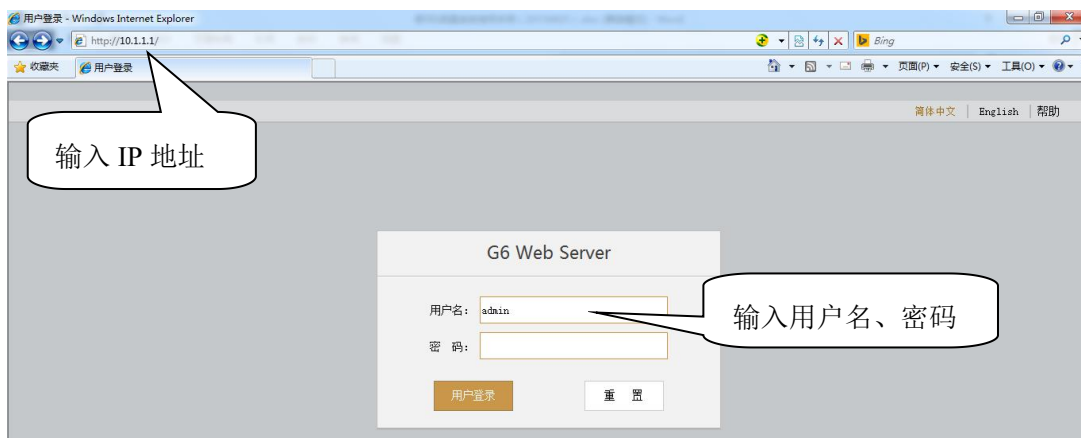 用户登录 - Windows Internet Explorer
http://10.1.1.1/
Bing
收藏夹 用户登录 页面(P) 安全(S) 工具(O)
简体中文 | English | 帮助
输入 IP 地址
G6 Web Server
用户名: admin
输入用户名、密码
密 码:
用户登录 重 置